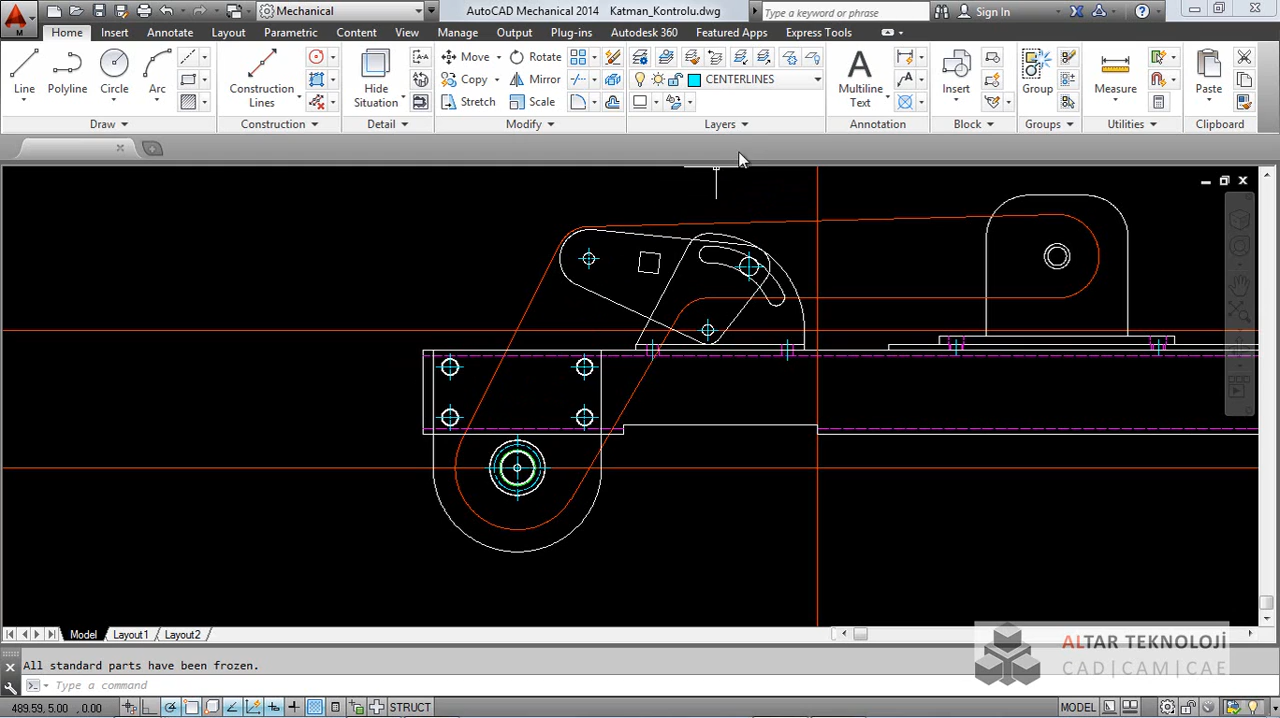 Mechanical
AutoCAD Mechanical 2014 Katman_Kontrolu.dwg
Type a keyword or phrase
Sign In
Home Insert Annotate Layout Parametric Content View Manage Output Plug-ins Autodesk 360 Featured Apps Express Tools
Line Polyline Circle Arc
Construction Lines
Hide Situation
Move Rotate
Copy Mirror
Stretch Scale
CENTERLINES
Multiline Text
Insert
Group
Measure
Paste
Draw Construction Detail Modify Layers Annotation Block Groups Utilities Clipboard
Model Layout1 Layout2
ALTAR TEKNOLOJİ
CAD|CAM|CAE
All standard parts have been frozen.
Type a command
489.59, 5.00 , 0.00
STRUCT
MODEL